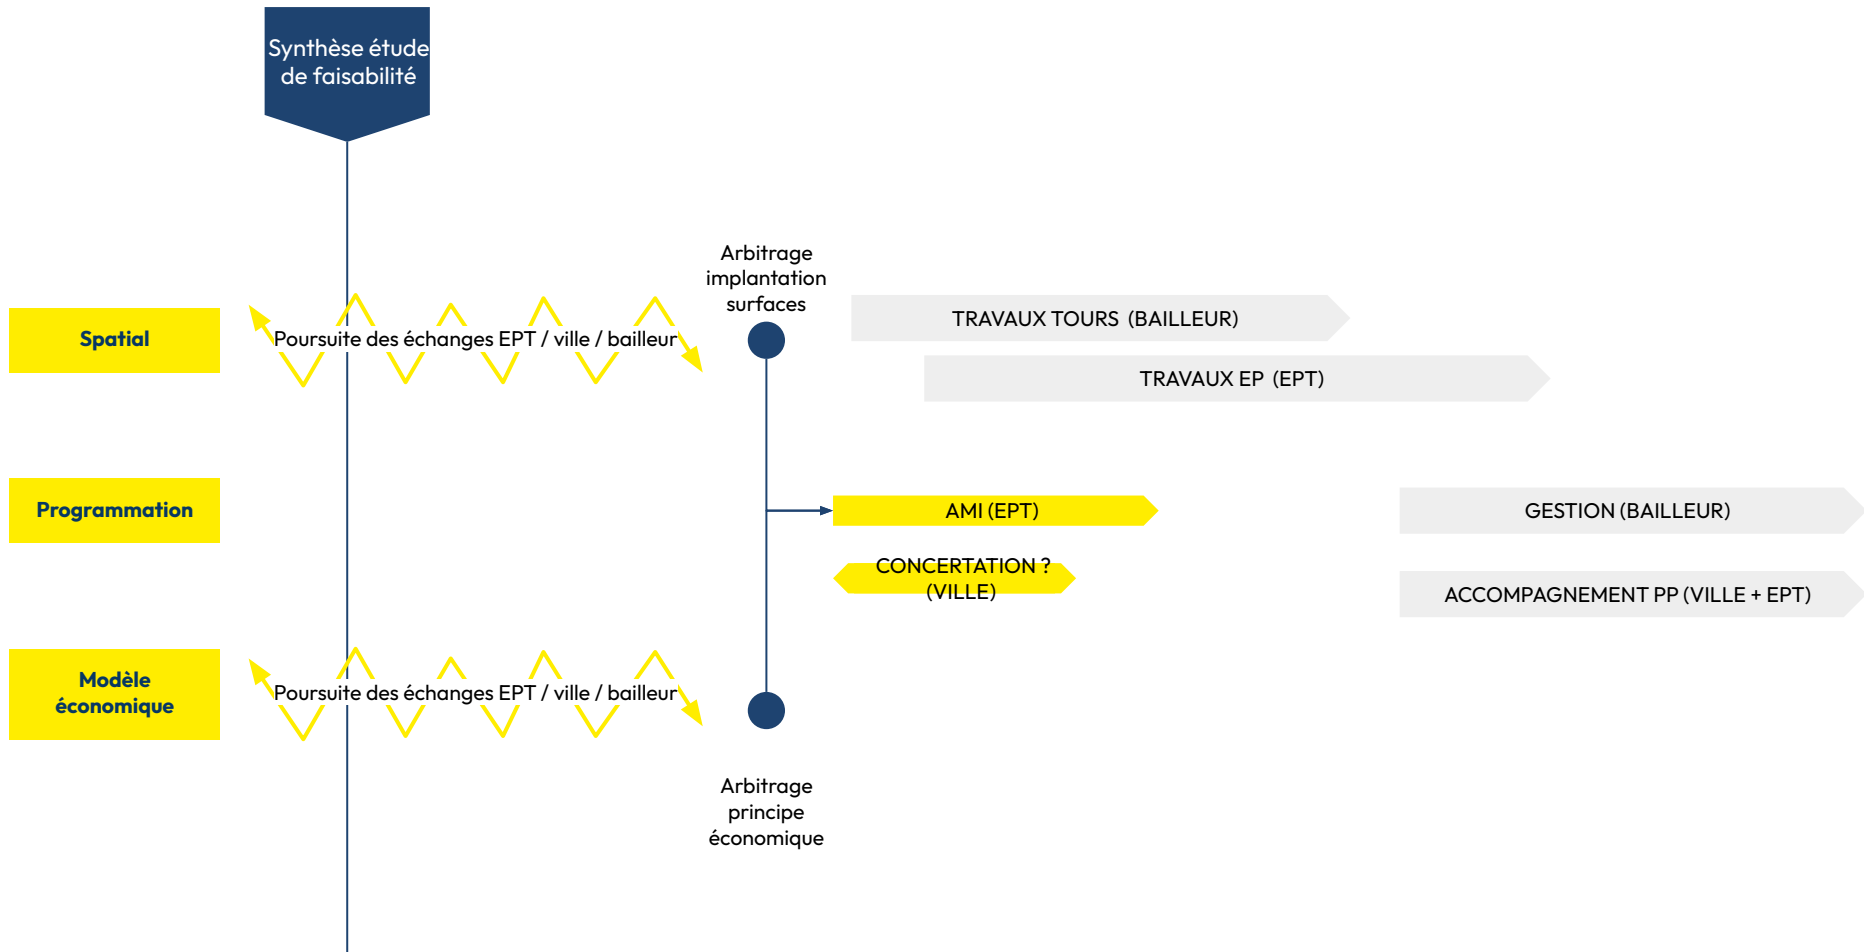 Synthèse étude
de faisabilité
Arbitrage
implantation
surfaces
Spatial
Poursuite des échanges EPT / ville / bailleur
TRAVAUX TOURS (BAILLEUR)
TRAVAUX EP (EPT)
Programmation
AMI (EPT)
GESTION (BAILLEUR)
CONCERTATION ?
(VILLE)
ACCOMPAGNEMENT PP (VILLE + EPT)
Modèle
économique
Poursuite des échanges EPT / ville / bailleur
Arbitrage
principe
économique